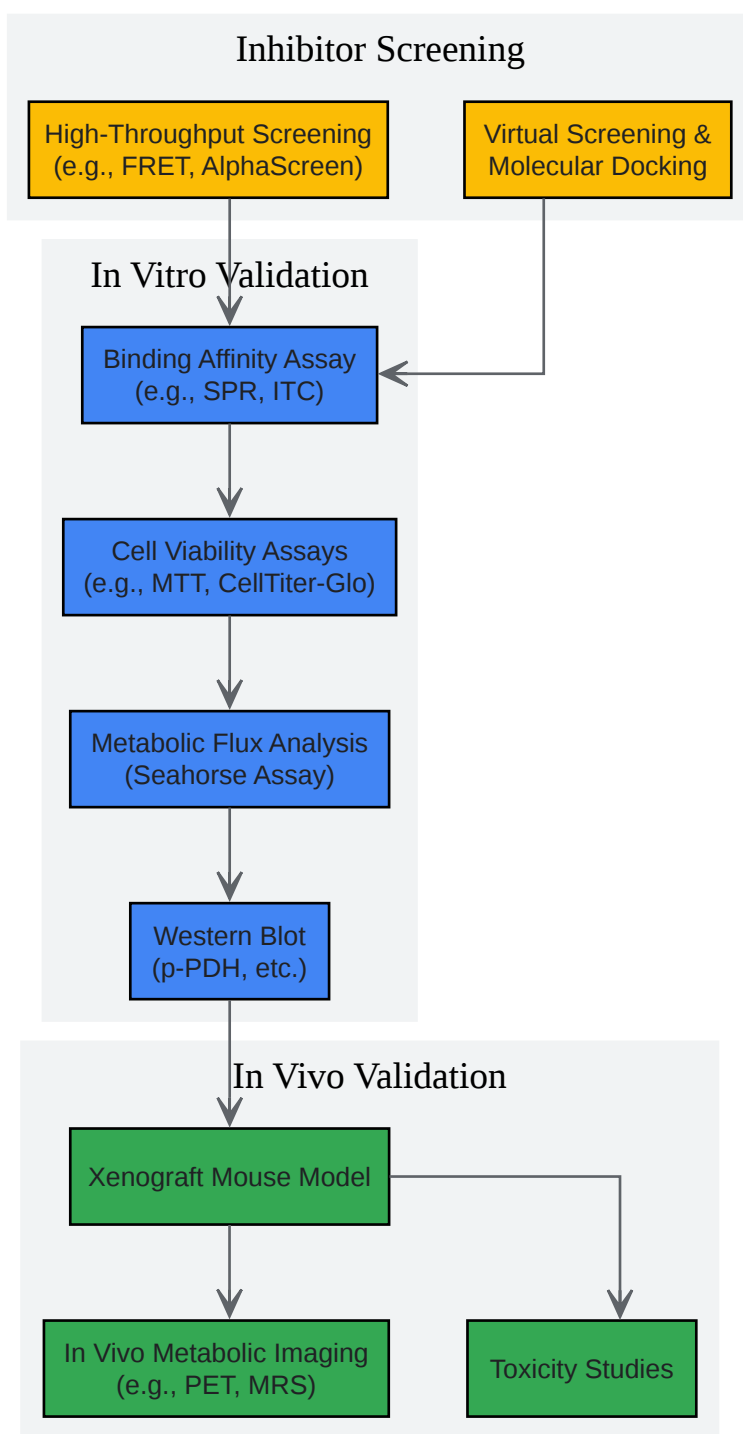 Inhibitor Screening
High-Throughput Screening
(e.g., FRET, AlphaScreen)
Virtual Screening &
Molecular Docking
In Vitro Validation
Binding Affinity Assay
(e.g., SPR, ITC)
Cell Viability Assays
(e.g., MTT, CellTiter-Glo)
Metabolic Flux Analysis
(Seahorse Assay)
Western Blot
(p-PDH, etc.)
In Vivo Validation
Xenograft Mouse Model
In Vivo Metabolic Imaging
(e.g., PET, MRS)
Toxicity Studies